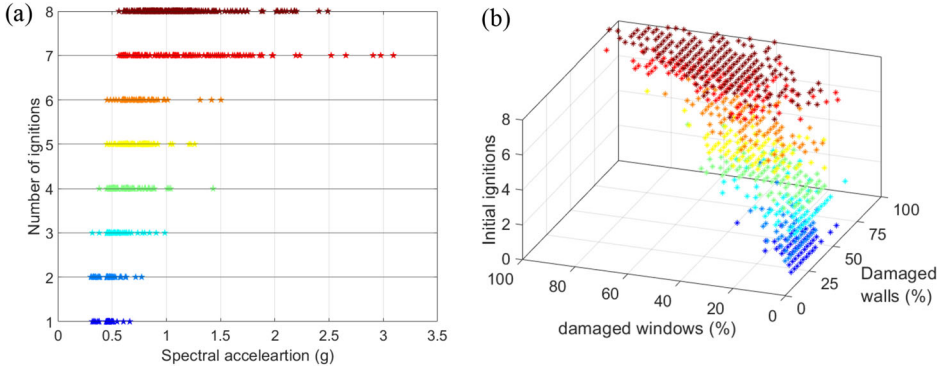 (a)
8
7
6
5
4
3
2
1
Number of ignitions
0 0.5 1 1.5 2 2.5 3 3.5
Spectral acceleartion (g)
(b)
8
6
4
2
0
Initial ignitions
100 80 60 40 20 0
damaged windows (%)
0 25 50 75 100
Damaged
walls (%)